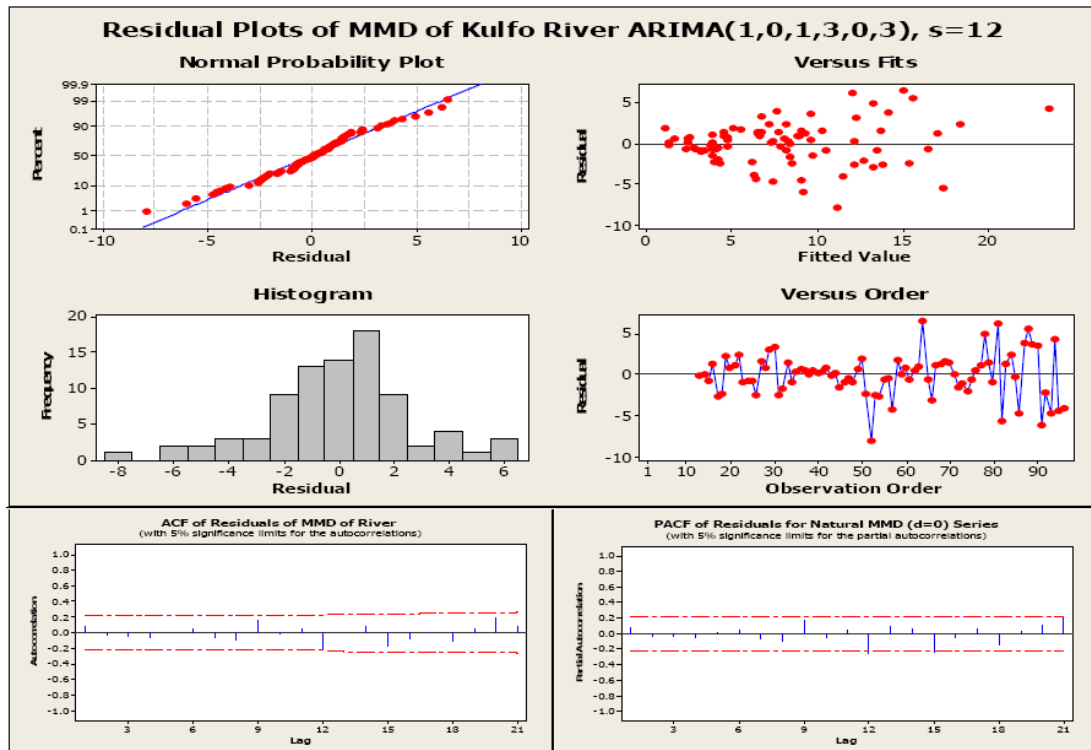 Residual Plots of MMD of Kulfo River ARIMA(1,0,1,3,0,3), s=12
Normal Probability Plot
99.9
99
90
50
10
1
0.1
Percent
-10 -5 0 5 10
Residual
Versus Fits
5
0
-5
-10
Residual
0 5 10 15 20
Fitted Value
Histogram
20
15
10
5
0
Frequency
-8 -6 -4 -2 0 2 4 6
Residual
Versus Order
5
0
-5
-10
Residual
1 10 20 30 40 50 60 70 80 90
Observation Order
ACF of Residuals of MMD of River
(with 5% significance limits for the autocorrelations)
1.0
0.8
0.6
0.4
0.2
0.0
-0.2
-0.4
-0.6
-0.8
-1.0
Autocorrelation
3 6 9 12 15 18 21
Lag
PACF of Residuals for Natural MMD (d=0) Series
(with 5% significance limits for the partial autocorrelations)
1.0
0.8
0.6
0.4
0.2
0.0
-0.2
-0.4
-0.6
-0.8
-1.0
Partial Autocorrelation
3 6 9 12 15 18 21
Lag